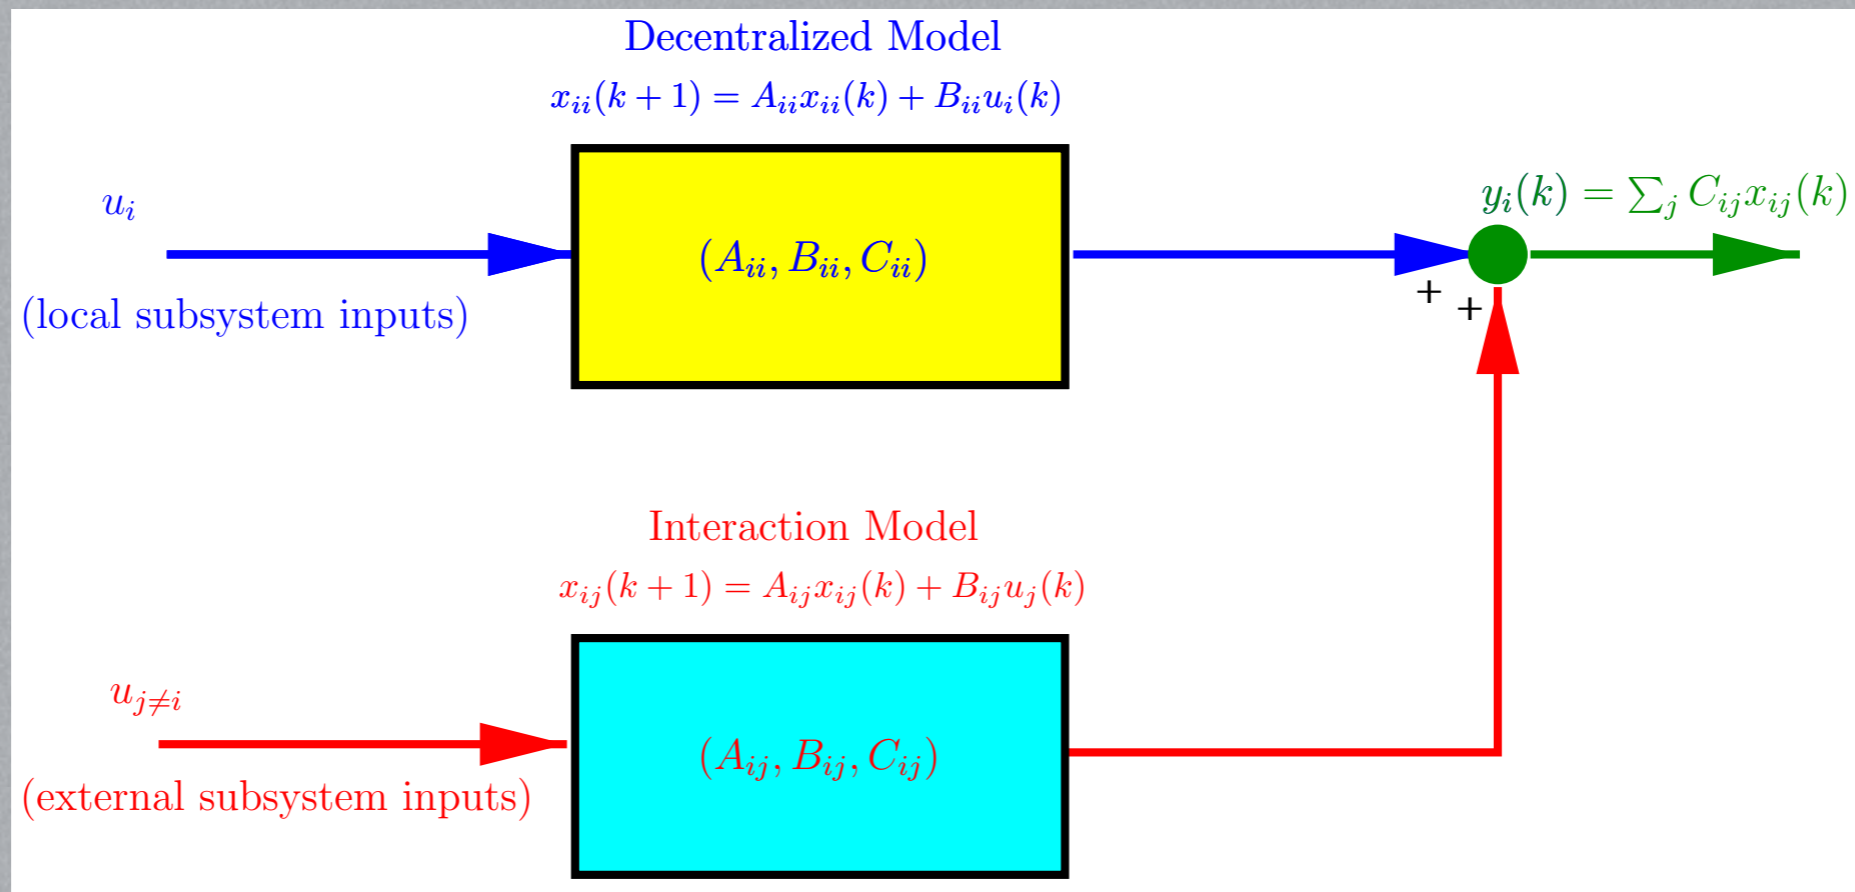 Decentralized Model
x_{ii}(k + 1) = A_{ii}x_{ii}(k) + B_{ii}u_i(k)
u_i
(A_{ii}, B_{ii}, C_{ii})
y_i(k) = ∑_j C_{ij}x_{ij}(k)
(local subsystem inputs)
+ +
Interaction Model
x_{ij}(k + 1) = A_{ij}x_{ij}(k) + B_{ij}u_j(k)
u_{j≠i}
(A_{ij}, B_{ij}, C_{ij})
(external subsystem inputs)